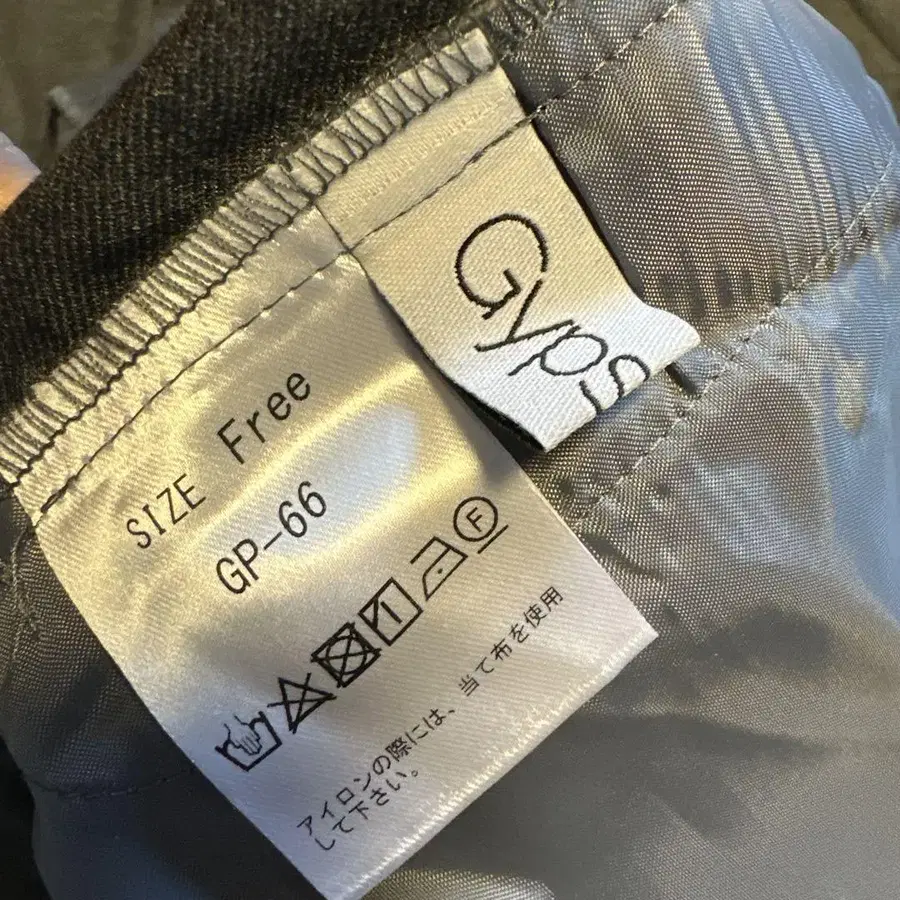 Gyps
SIZE Free
GP-66
F
アイロンの際には、当て布を使用
して下さい。